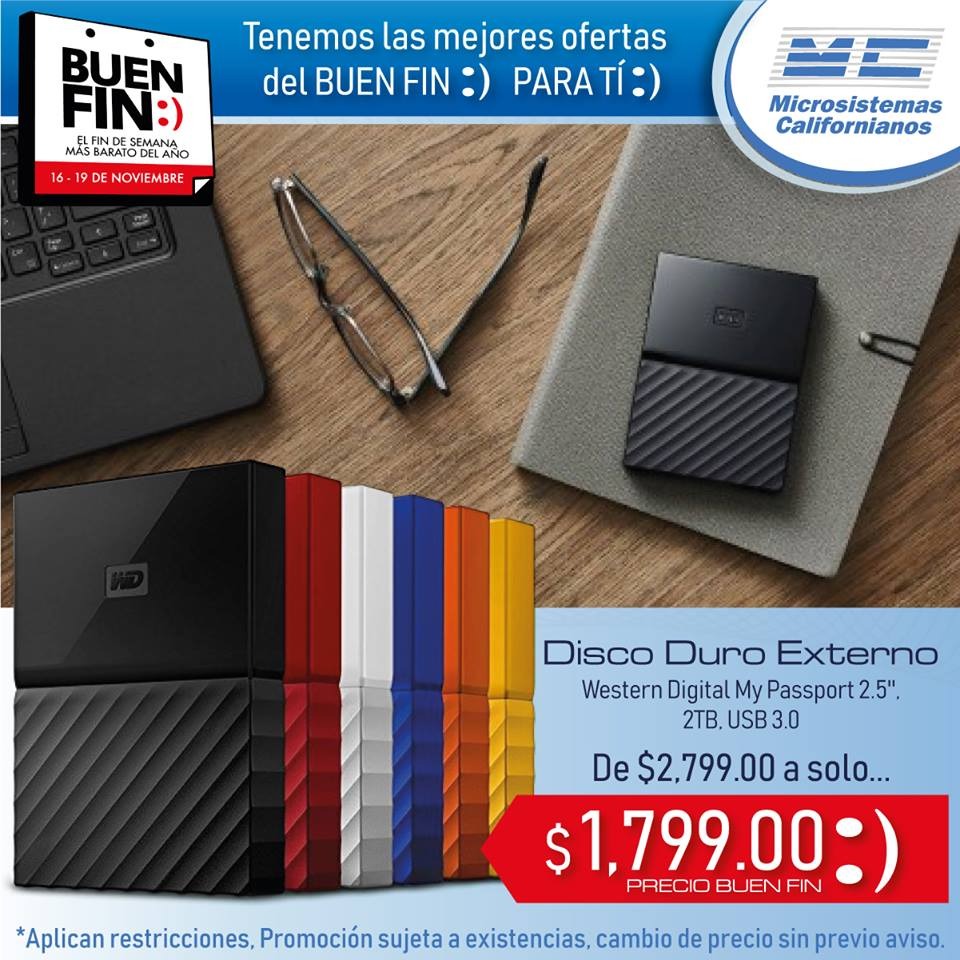 BUEN
FIN:)
EL FIN DE SEMANA
MÁS BARATO DEL AÑO
16 - 19 DE NOVIEMBRE
Tenemos las mejores ofertas
del BUEN FIN :) PARA TÍ :)
MC
Microsistemas
Californianos
WD
Disco Duro Externo
Western Digital My Passport 2.5",
2TB, USB 3.0
De $2,799.00 a solo...
$1,799.00 :)
PRECIO BUEN FIN
*Aplican restricciones, Promoción sujeta a existencias, cambio de precio sin previo aviso.